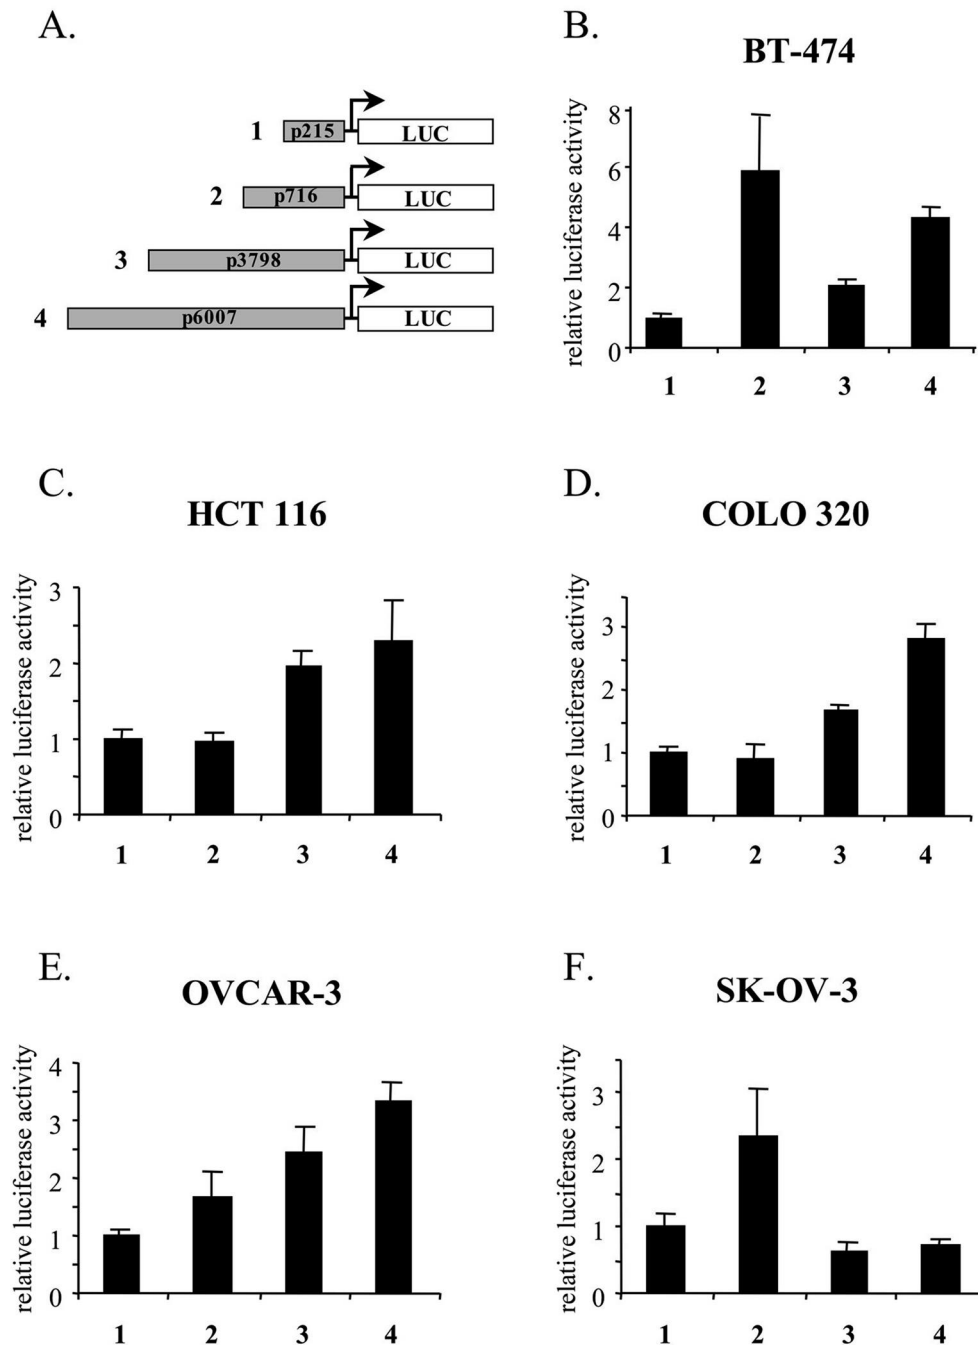 A.
1 p215 LUC
2 p716 LUC
3 p3798 LUC
4 p6007 LUC
B.
BT-474
relative luciferase activity
8
6
4
2
0
1 2 3 4
C.
HCT 116
relative luciferase activity
3
2
1
0
1 2 3 4
D.
COLO 320
relative luciferase activity
3
2
1
0
1 2 3 4
E.
OVCAR-3
relative luciferase activity
4
3
2
1
0
1 2 3 4
F.
SK-OV-3
relative luciferase activity
3
2
1
0
1 2 3 4